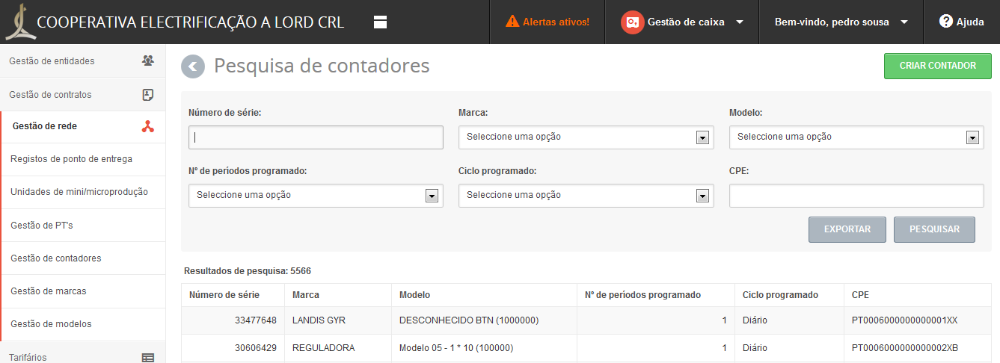 COOPERATIVA ELECTRIFICAÇÃO A LORD CRL
Alertas ativos!
Gestão de caixa
Bem-vindo, pedro sousa
Ajuda
Gestão de entidades
Gestão de contratos
Gestão de rede
Registos de ponto de entrega
Unidades de mini/microprodução
Gestão de PT's
Gestão de contadores
Gestão de marcas
Gestão de modelos
Tarifários
Pesquisa de contadores
CRIAR CONTADOR
Número de série: Marca: Modelo:
Seleccione uma opção Seleccione uma opção
Nº de períodos programado: Ciclo programado: CPE:
Seleccione uma opção Seleccione uma opção
EXPORTAR PESQUISAR
Resultados de pesquisa: 5566
Número de série Marca Modelo Nº de períodos programado Ciclo programado CPE
33477648 LANDIS GYR DESCONHECIDO BTN (1000000) 1 Diário PT0006000000000001XX
30606429 REGULADORA Modelo 05 - 1 * 10 (100000) 1 Diário PT0006000000000002XB